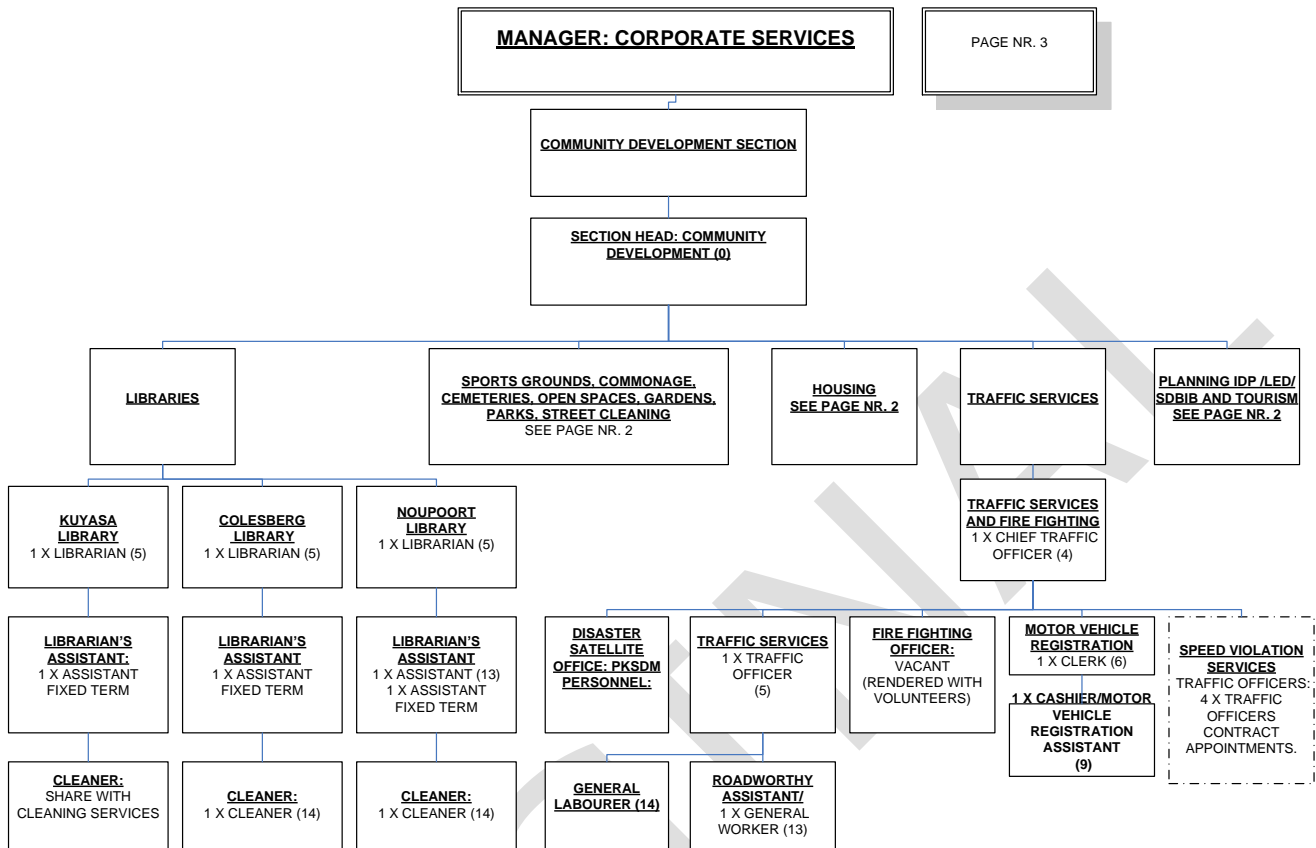 MANAGER: CORPORATE SERVICES
PAGE NR. 3
COMMUNITY DEVELOPMENT SECTION
SECTION HEAD: COMMUNITY
DEVELOPMENT (0)
LIBRARIES
SPORTS GROUNDS, COMMONAGE,
CEMETERIES, OPEN SPACES, GARDENS,
PARKS, STREET CLEANING
SEE PAGE NR. 2
HOUSING
SEE PAGE NR. 2
TRAFFIC SERVICES
PLANNING IDP /LED/
SDBIB AND TOURISM
SEE PAGE NR. 2
KUYASA
LIBRARY
1 X LIBRARIAN (5)
COLESBERG
LIBRARY
1 X LIBRARIAN (5)
NOUPOORT
LIBRARY
1 X LIBRARIAN (5)
TRAFFIC SERVICES
AND FIRE FIGHTING
1 X CHIEF TRAFFIC
OFFICER (4)
LIBRARIAN'S
ASSISTANT:
1 X ASSISTANT
FIXED TERM
LIBRARIAN'S
ASSISTANT
1 X ASSISTANT
FIXED TERM
LIBRARIAN'S
ASSISTANT
1 X ASSISTANT (13)
1 X ASSISTANT
FIXED TERM
DISASTER
SATELLITE
OFFICE: PKSDM
PERSONNEL:
TRAFFIC SERVICES
1 X TRAFFIC
OFFICER
(5)
FIRE FIGHTING
OFFICER:
VACANT
(RENDERED WITH
VOLUNTEERS)
MOTOR VEHICLE
REGISTRATION
1 X CLERK (6)
1 X CASHIER/MOTOR
VEHICLE
REGISTRATION
ASSISTANT
(9)
SPEED VIOLATION
SERVICES
TRAFFIC OFFICERS:
4 X TRAFFIC
OFFICERS
CONTRACT
APPOINTMENTS.
CLEANER:
SHARE WITH
CLEANING SERVICES
CLEANER:
1 X CLEANER (14)
CLEANER:
1 X CLEANER (14)
GENERAL
LABOURER (14)
ROADWORTHY
ASSISTANT/
1 X GENERAL
WORKER (13)